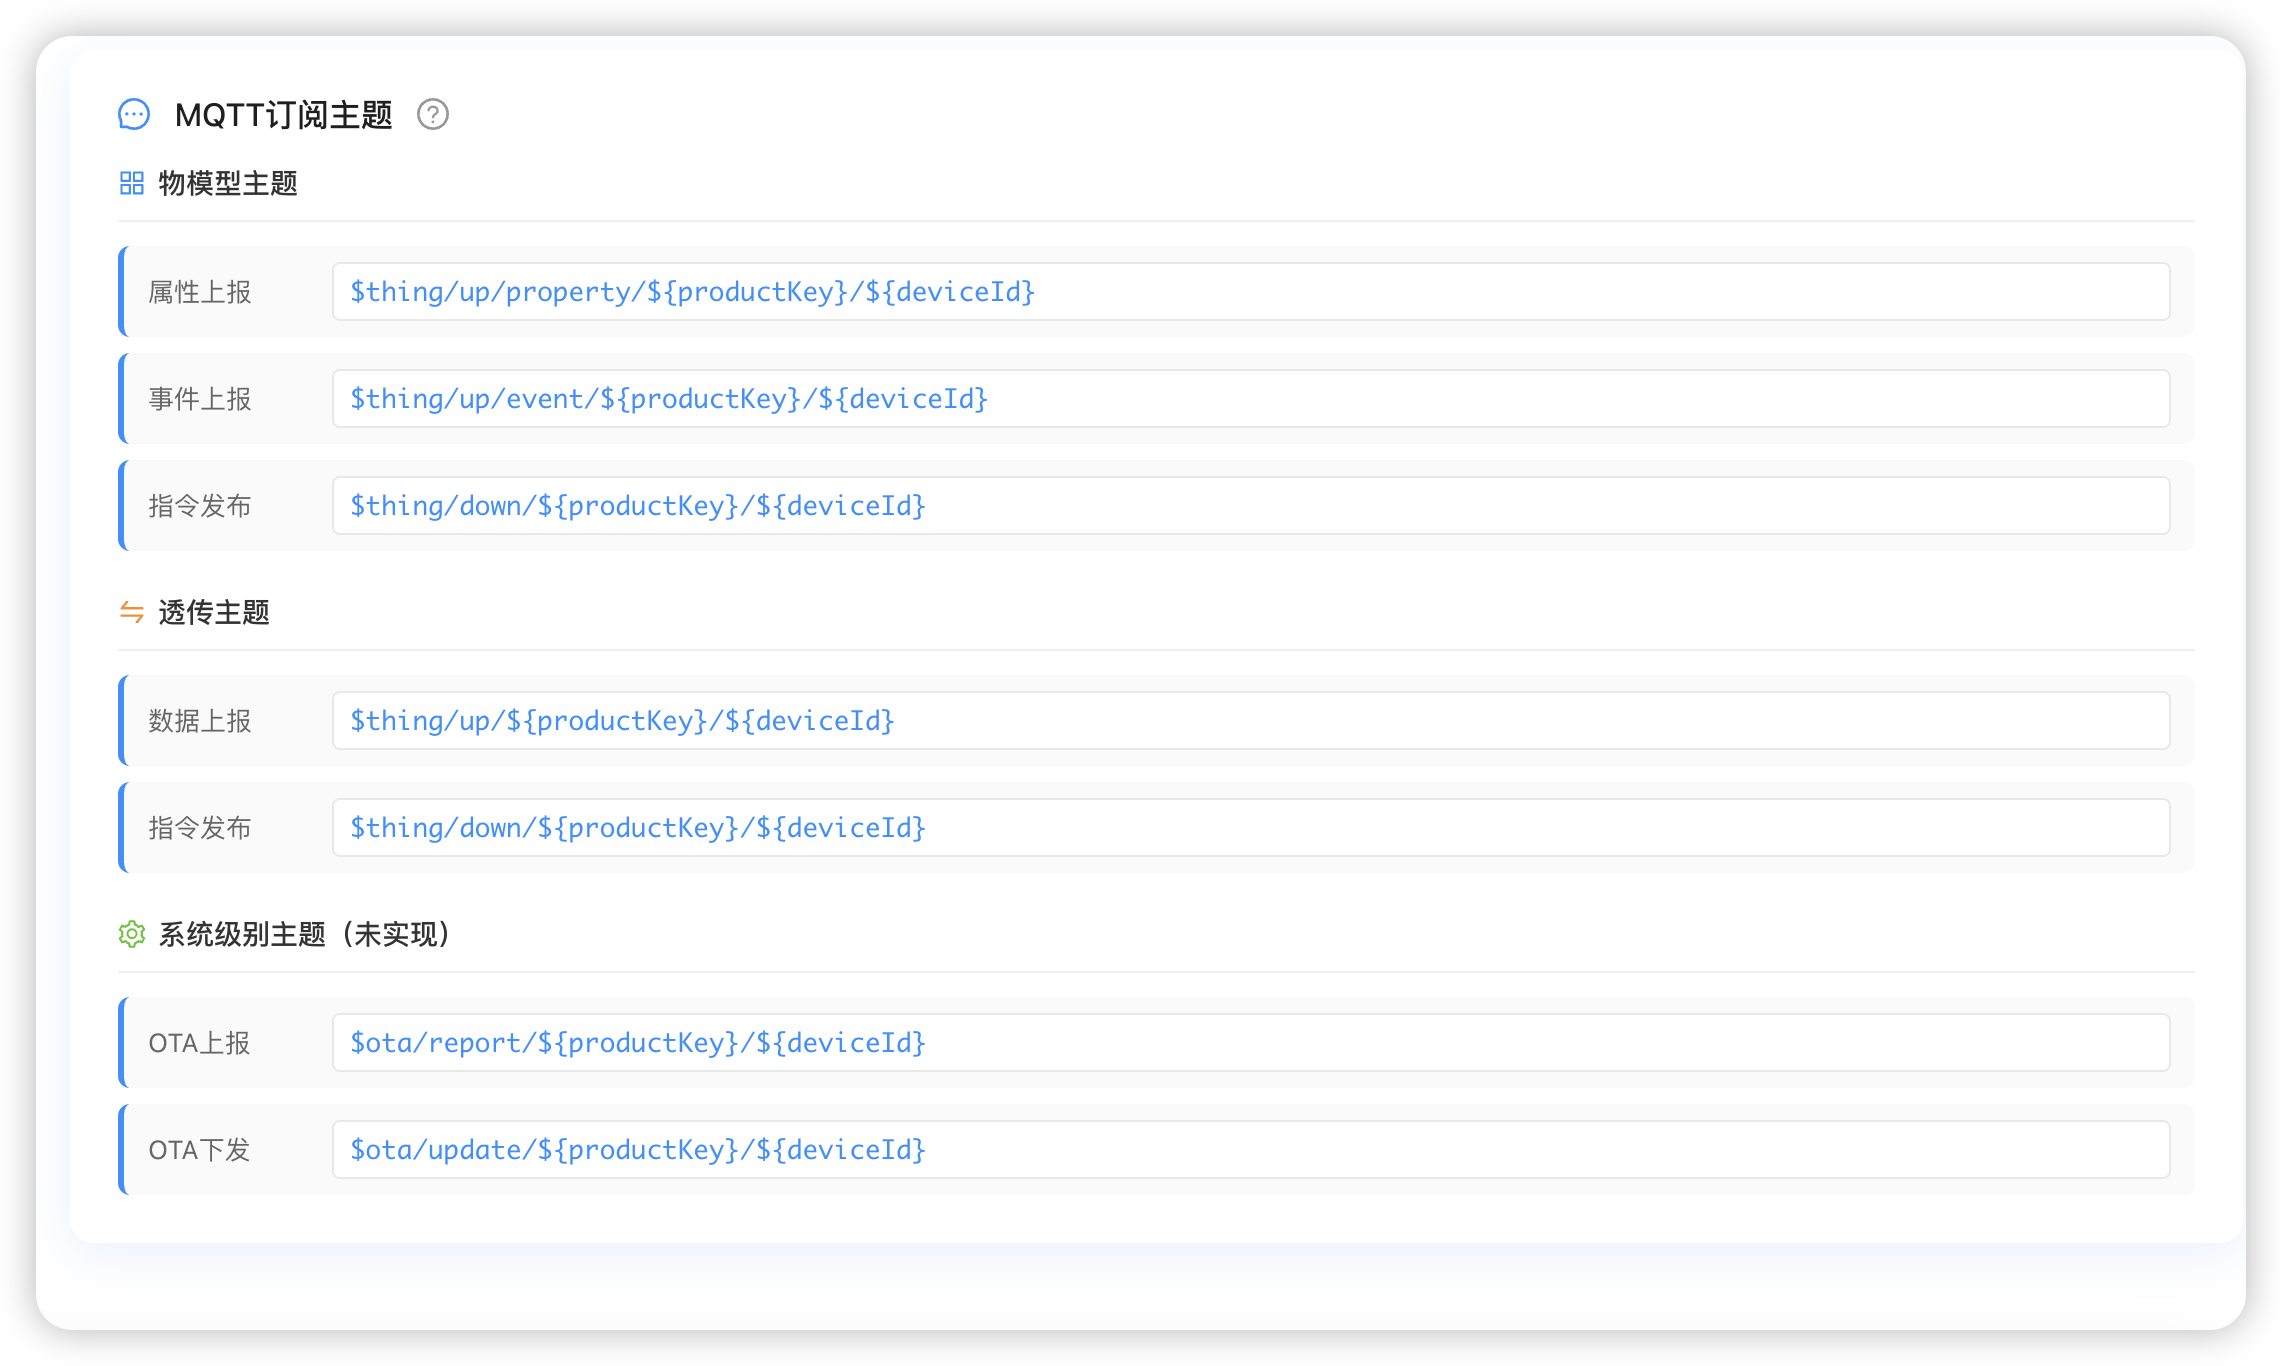 MQTT订阅主题 ?
物模型主题
属性上报 $thing/up/property/${productKey}/${deviceId}
事件上报 $thing/up/event/${productKey}/${deviceId}
指令发布 $thing/down/${productKey}/${deviceId}
透传主题
数据上报 $thing/up/${productKey}/${deviceId}
指令发布 $thing/down/${productKey}/${deviceId}
系统级别主题（未实现）
OTA上报 $ota/report/${productKey}/${deviceId}
OTA下发 $ota/update/${productKey}/${deviceId}